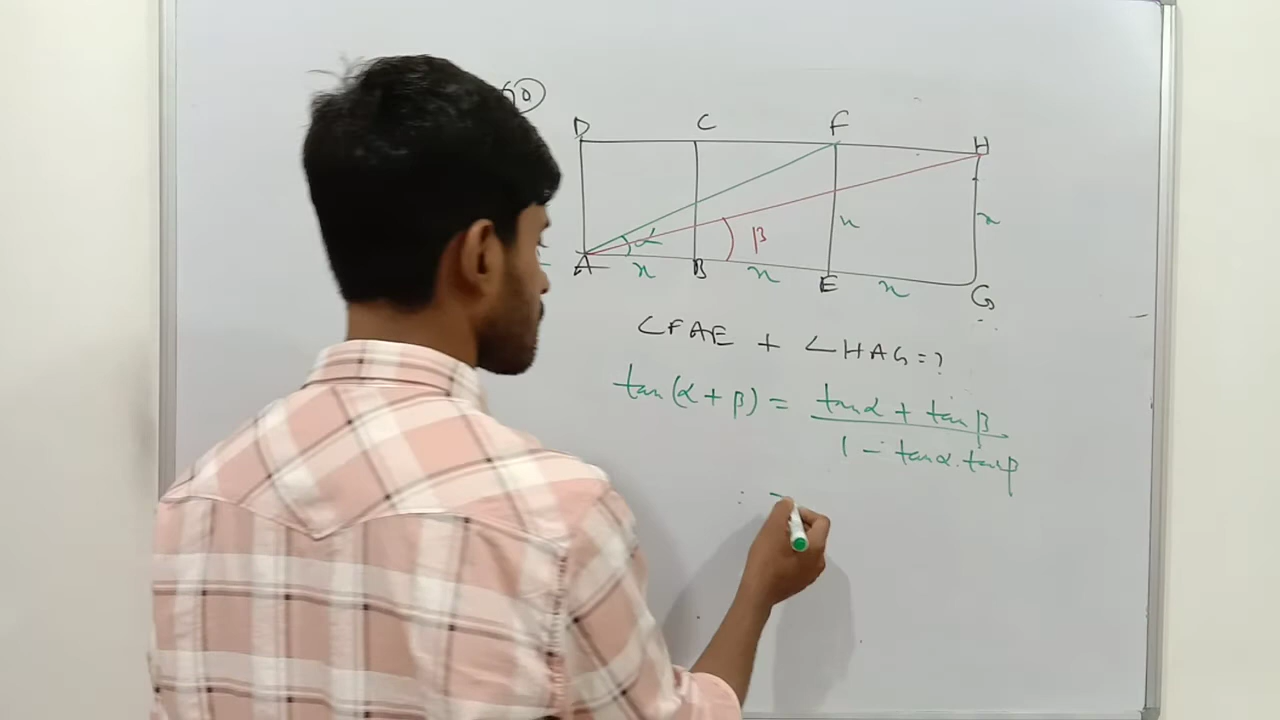 D C F H
α β x x
A x B x E x G
∠FAE + ∠HAG = ?
tan(α + β) = tanα + tanβ
1 - tanα.tanβ